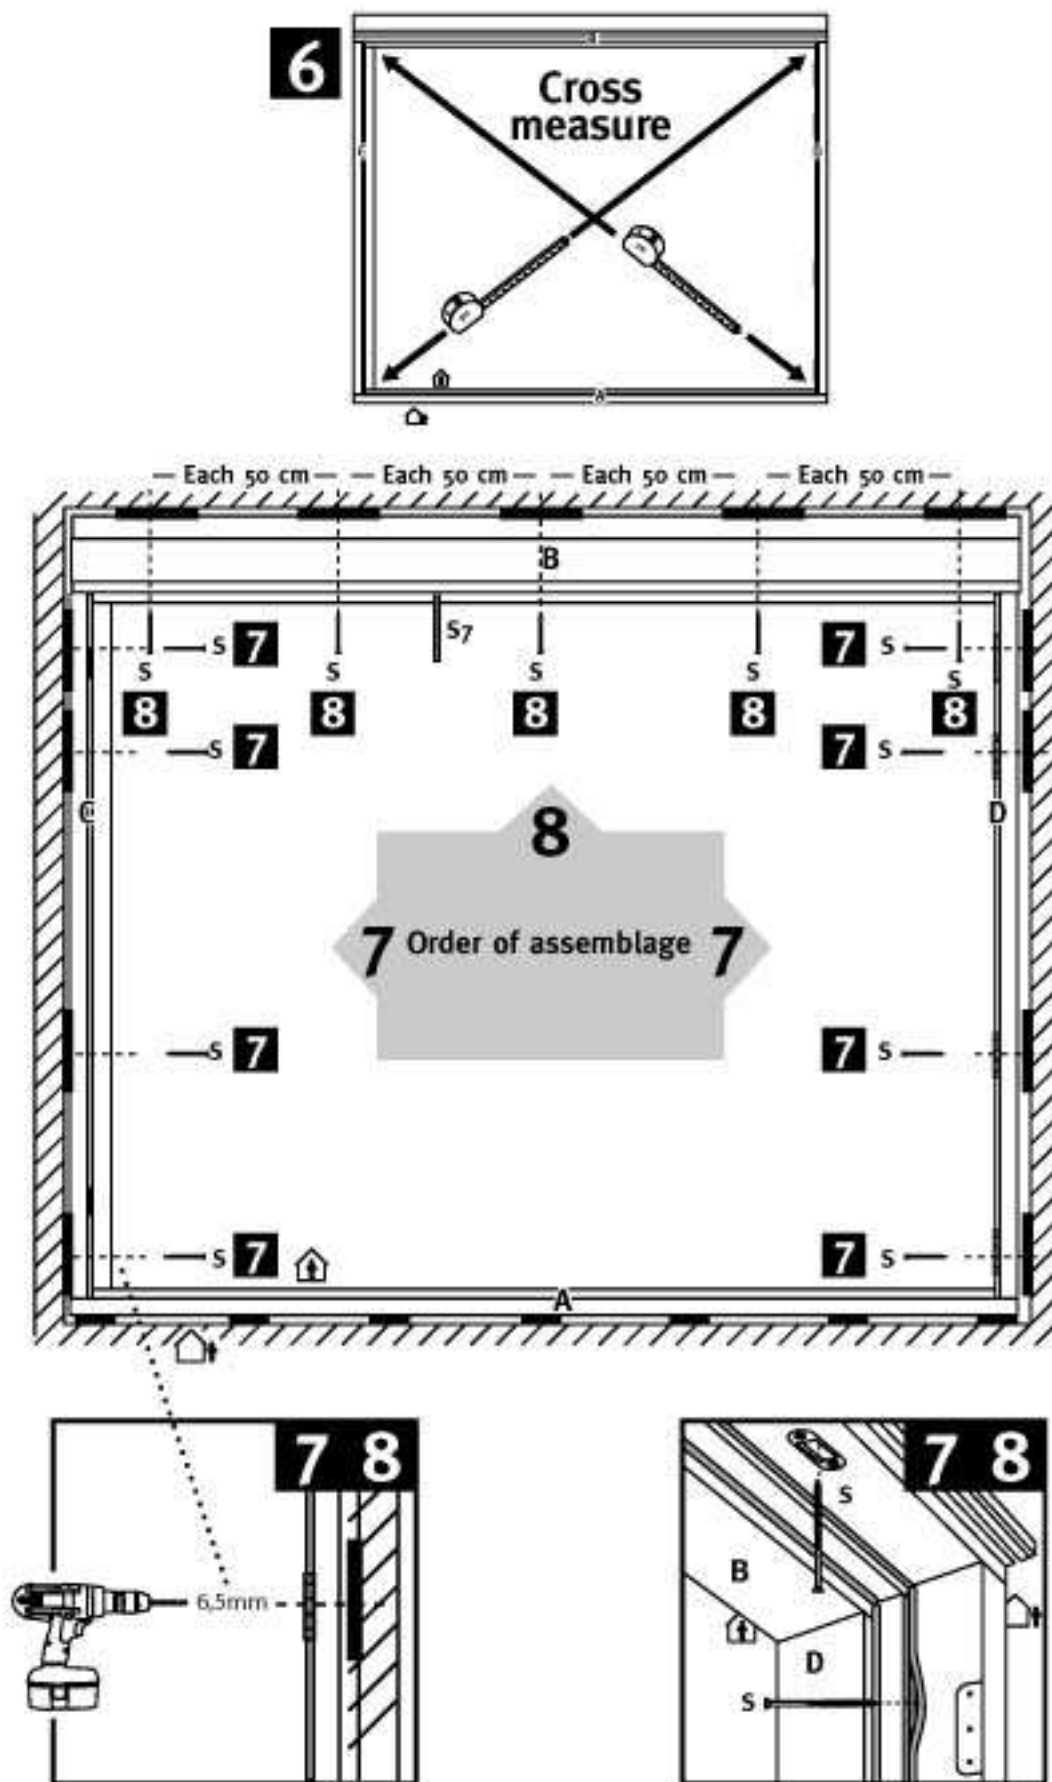 6
B
Cross
measure
C
D
A
Each 50 cm Each 50 cm Each 50 cm Each 50 cm
B
S7
S 7 7 S
S S S S S
8 8 8 8 8
S 7 7 S
C D
8
7 Order of assemblage 7
S 7 7 S
S 7 7 S
A
7 8
6,5mm
7 8
S
B
D
S